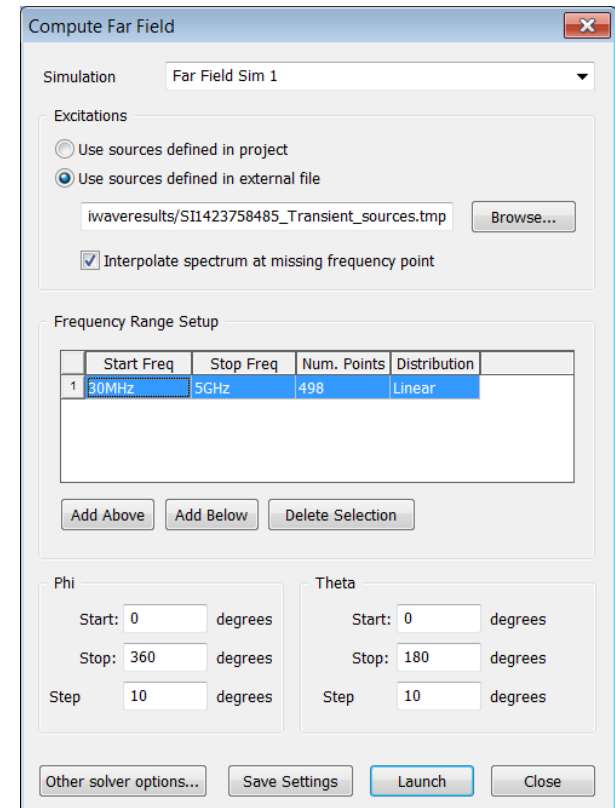 Compute Far Field
Simulation Far Field Sim 1
Excitations
Use sources defined in project
Use sources defined in external file
iwaveresults/SI1423758485_Transient_sources.tmp Browse...
Interpolate spectrum at missing frequency point
Frequency Range Setup
Start Freq Stop Freq Num. Points Distribution
1 30MHz 5GHz 498 Linear
Add Above Add Below Delete Selection
Phi Theta
Start: 0 degrees Start: 0 degrees
Stop: 360 degrees Stop: 180 degrees
Step 10 degrees Step 10 degrees
Other solver options... Save Settings Launch Close